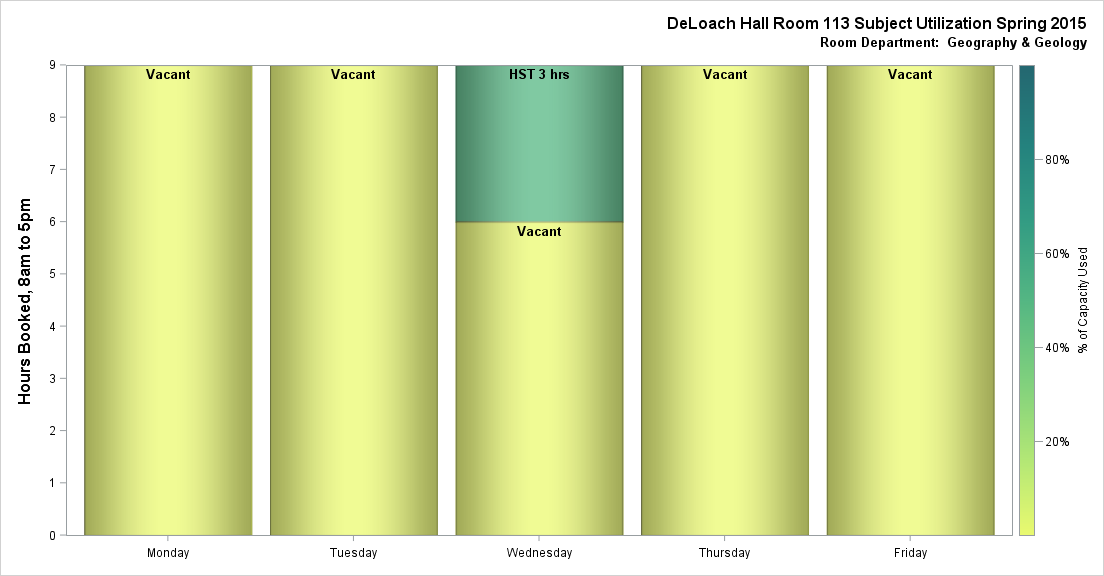 DeLoach Hall Room 113 Subject Utilization Spring 2015
Room Department:  Geography & Geology
Hours Booked, 8am to 5pm
9
8
7
6
5
4
3
2
1
0
Vacant
Vacant
HST 3 hrs
Vacant
Vacant
Vacant
Monday
Tuesday
Wednesday
Thursday
Friday
80%
60%
40%
20%
% of Capacity Used